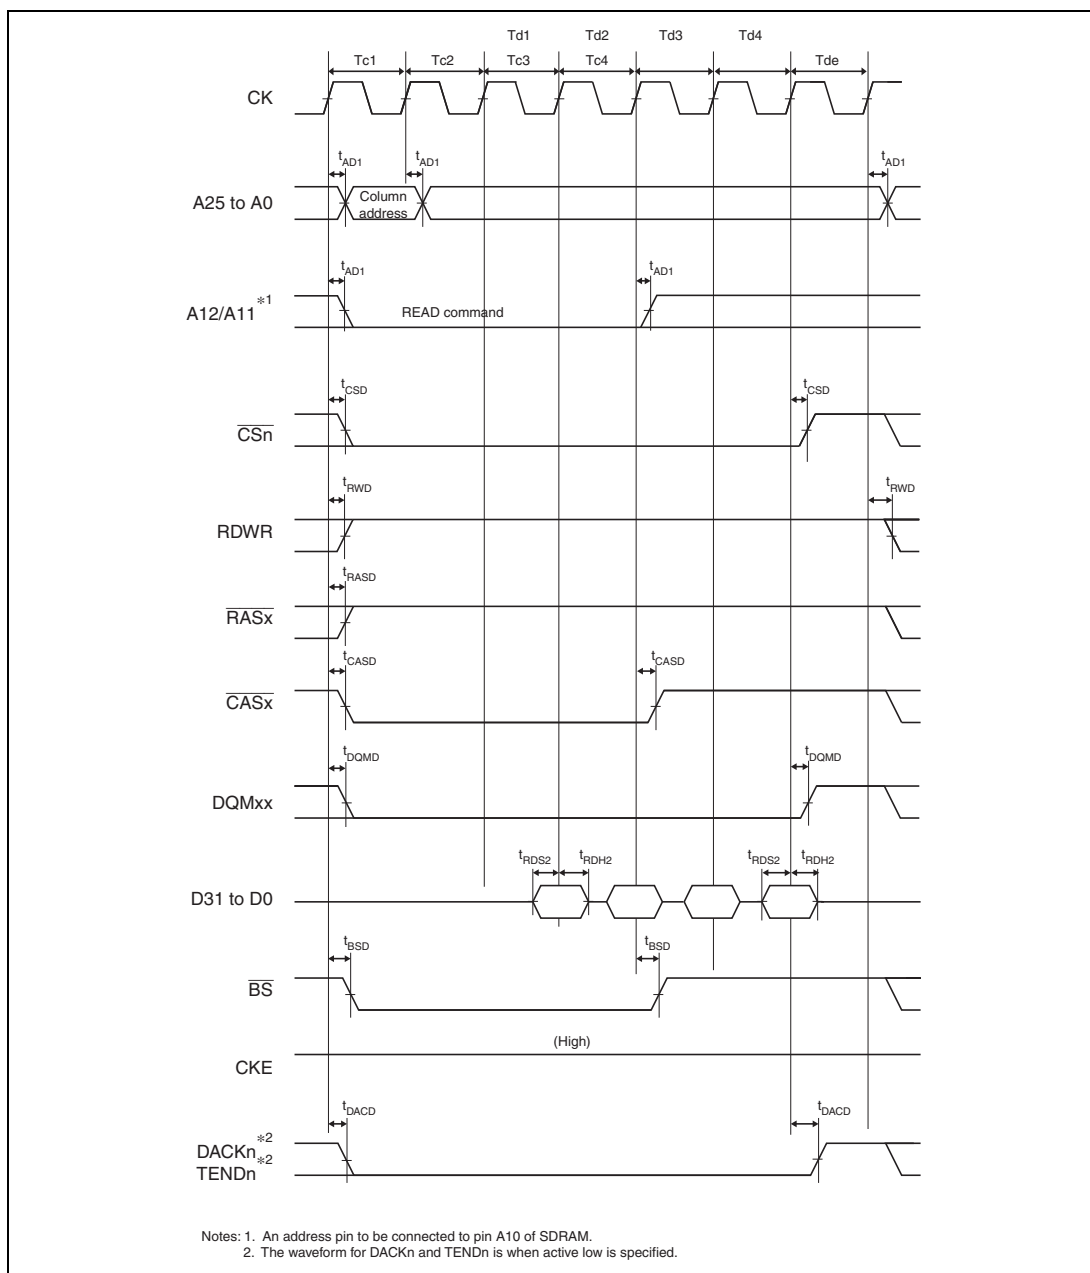 Td1 Td2 Td3 Td4
Tc1 Tc2 Tc3 Tc4 Tde
CK
tAD1 tAD1 tAD1
A25 to A0
Column
address
tAD1 tAD1
A12/A11 *1
READ command
tCSD tCSD
CSn
tRWD tRWD
RDWR
tRASD
RASx
tCASD tCASD
CASx
tDQMD tDQMD
DQMxx
tRDS2 tRDH2 tRDS2 tRDH2
D31 to D0
tBSD tBSD
BS
(High)
CKE
tDACD tDACD
DACKn *2
TENDn *2
Notes: 1. An address pin to be connected to pin A10 of SDRAM.
2. The waveform for DACKn and TENDn is when active low is specified.